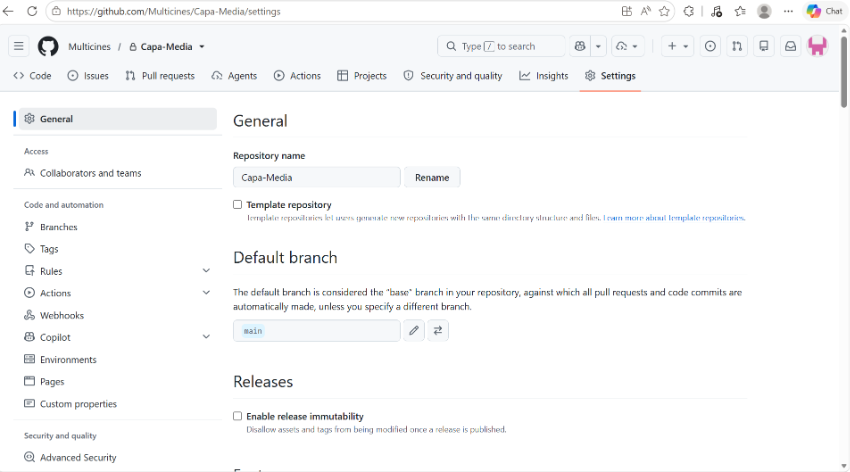 https://github.com/Multicines/Capa-Media/settings
Chat
Multicines / Capa-Media
Type / to search
Code Issues Pull requests Agents Actions Projects Security and quality Insights Settings
General
Access
Collaborators and teams
Code and automation
Branches
Tags
Rules
Actions
Webhooks
Copilot
Environments
Pages
Custom properties
Security and quality
Advanced Security
General
Repository name
Capa-Media Rename
Template repository
Template repositories let users generate new repositories with the same directory structure and files. Learn more about template repositories.
Default branch
The default branch is considered the "base" branch in your repository, against which all pull requests and code commits are
automatically made, unless you specify a different branch.
main
Releases
Enable release immutability
Disallow assets and tags from being modified once a release is published.